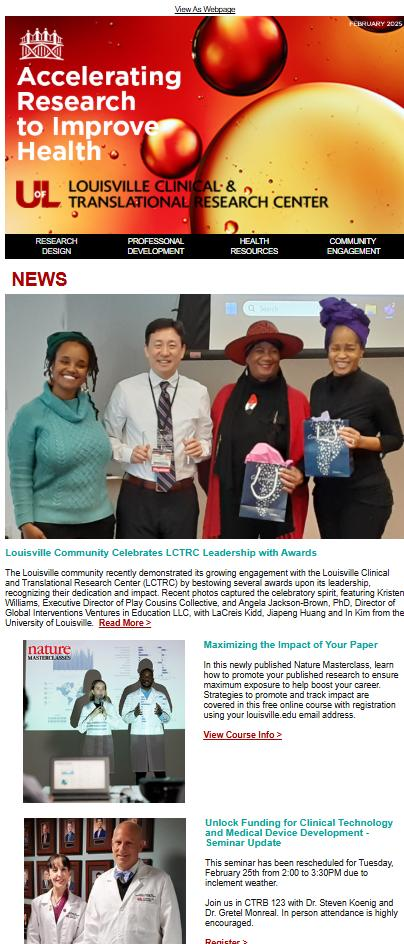 View As Webpage
FEBRUARY 2025
Accelerating
Research
to Improve
Health
UofL LOUISVILLE CLINICAL &
TRANSLATIONAL RESEARCH CENTER
RESEARCH DESIGN
PROFESSONAL DEVELOPMENT
HEALTH RESOURCES
COMMUNITY ENGAGEMENT
NEWS
Search
Louisville Community Celebrates LCTRC Leadership with Awards
The Louisville community recently demonstrated its growing engagement with the Louisville Clinical
and Translational Research Center (LCTRC) by bestowing several awards upon its leadership,
recognizing their dedication and impact. Recent photos captured the celebratory spirit, featuring Kristen
Williams, Executive Director of Play Cousins Collective, and Angela Jackson-Brown, PhD, Director of
Global Interventions Ventures in Education LLC, with LaCreis Kidd, Jiapeng Huang and In Kim from the
University of Louisville. Read More >
nature
MASTERCLASSES
Maximizing the Impact of Your Paper
In this newly published Nature Masterclass, learn
how to promote your published research to ensure
maximum exposure to help boost your career.
Strategies to promote and track impact are
covered in this free online course with registration
using your louisville.edu email address.
View Course Info >
Unlock Funding for Clinical Technology
and Medical Device Development -
Seminar Update
This seminar has been rescheduled for Tuesday,
February 25th from 2:00 to 3:30PM due to
inclement weather.
Join us in CTRB 123 with Dr. Steven Koenig and
Dr. Gretel Monreal. In person attendance is highly
encouraged.
Register >